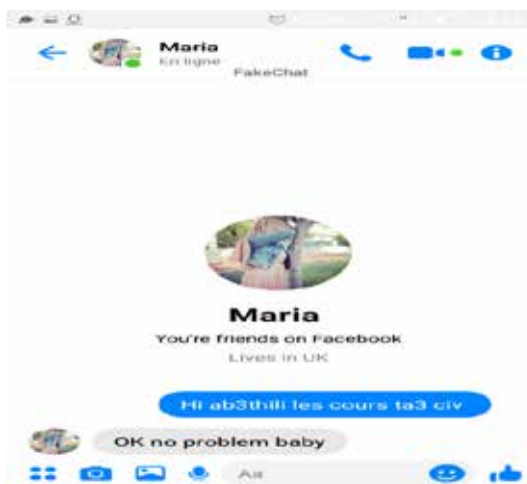 Maria
En ligne
FakeChat
Maria
You're friends on Facebook
Lives in UK
Hi ab3thili les cours ta3 civ
OK no problem baby
Aa